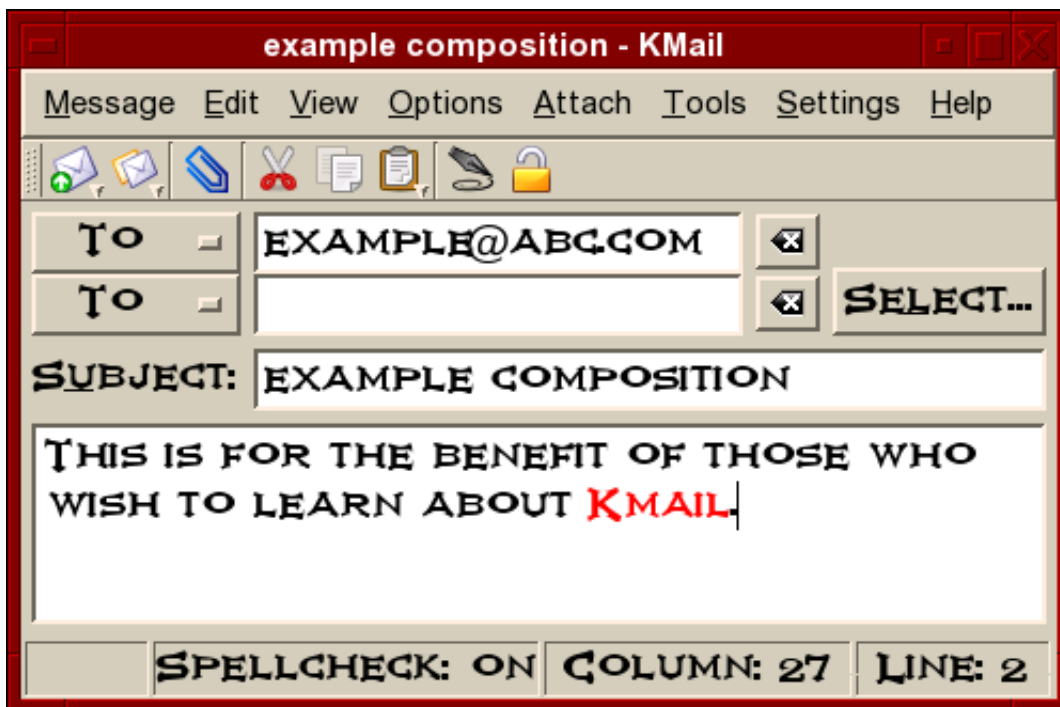 example composition - KMail
Message Edit View Options Attach Tools Settings Help
To example@abc.com
To Select...
Subject: example composition
This is for the benefit of those who
wish to learn about Kmail.
Spellcheck: on Column: 27 Line: 2